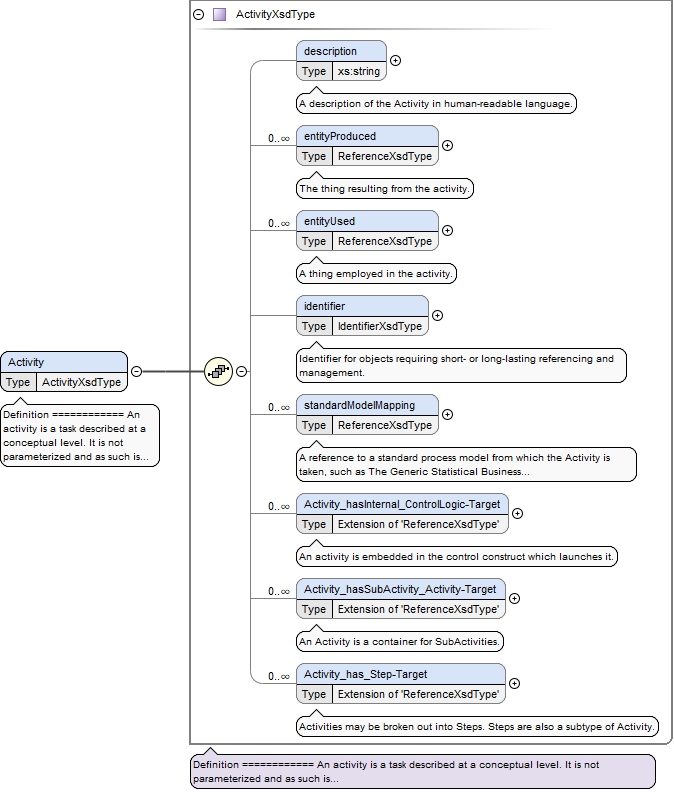 ActivityXsdType
description
Type xs:string
A description of the Activity in human-readable language.
0..∞
entityProduced
Type ReferenceXsdType
The thing resulting from the activity.
0..∞
entityUsed
Type ReferenceXsdType
A thing employed in the activity.
identifier
Type IdentifierXsdType
Identifier for objects requiring short- or long-lasting referencing and
management.
Activity
Type ActivityXsdType
Definition ============ An
activity is a task described at a
conceptual level. It is not
parameterized and as such is...
0..∞
standardModelMapping
Type ReferenceXsdType
A reference to a standard process model from which the Activity is
taken, such as The Generic Statistical Business...
0..∞
Activity_hasInternal_ControlLogic-Target
Type Extension of 'ReferenceXsdType'
An activity is embedded in the control construct which launches it.
0..∞
Activity_hasSubActivity_Activity-Target
Type Extension of 'ReferenceXsdType'
An Activity is a container for SubActivities.
0..∞
Activity_has_Step-Target
Type Extension of 'ReferenceXsdType'
Activities may be broken out into Steps. Steps are also a subtype of Activity.
Definition ============ An activity is a task described at a conceptual level. It is not
parameterized and as such is...